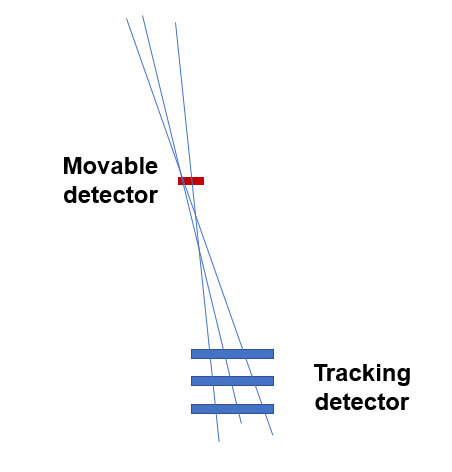 Movable
detector
Tracking
detector